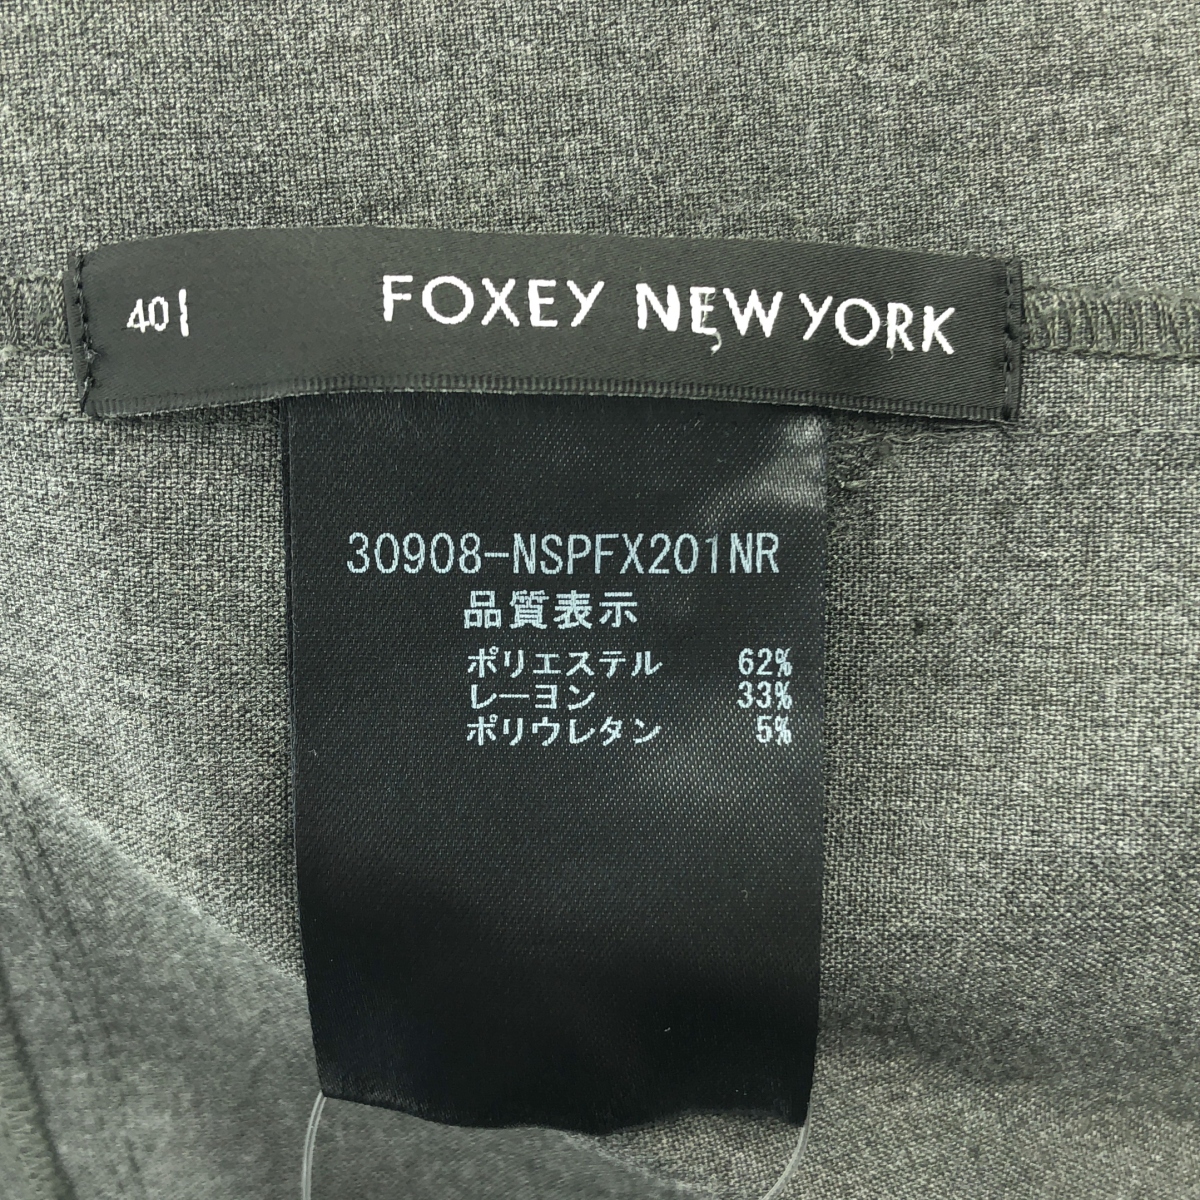 40
FOXEY NEW YORK
30908-NSPFX201NR
品質表示
ポリエステル 62%
レーヨン 33%
ポリウレタン 5%